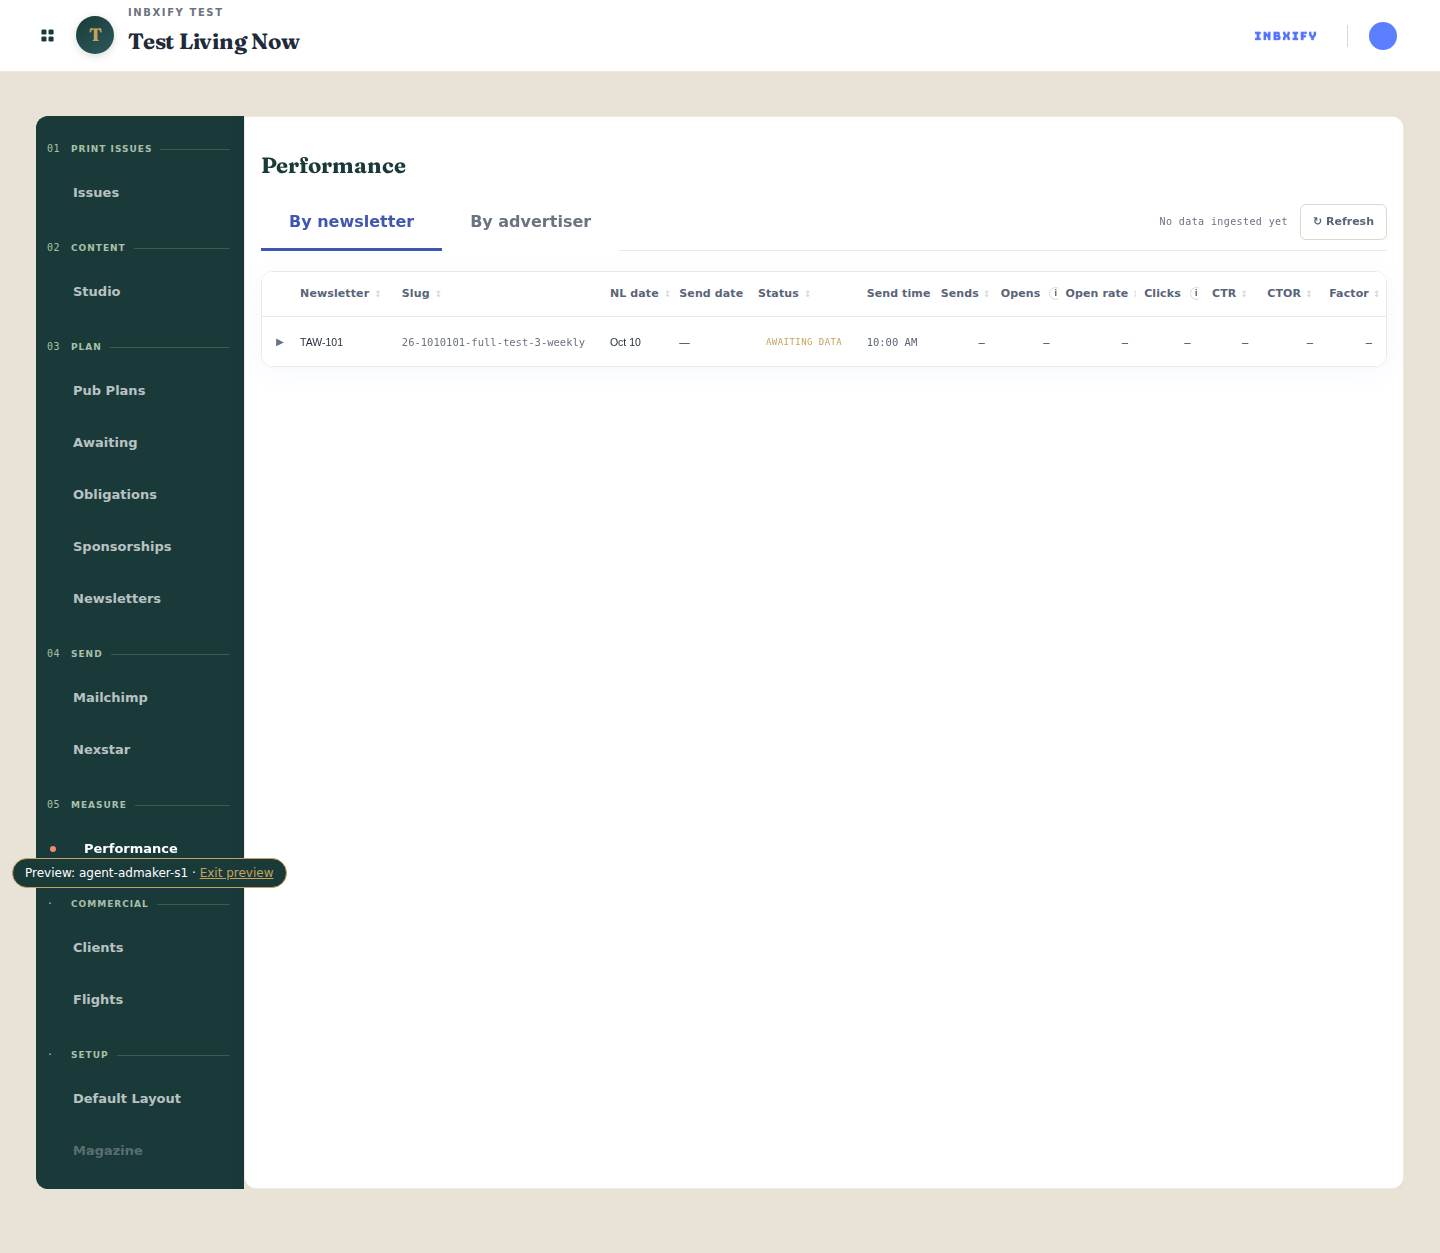 INBXIFY TEST
T
Test Living Now
INBXIFY
01 PRINT ISSUES
Issues
02 CONTENT
Studio
03 PLAN
Pub Plans
Awaiting
Obligations
Sponsorships
Newsletters
04 SEND
Mailchimp
Nexstar
05 MEASURE
Performance
Preview: agent-admaker-s1 · Exit preview
· COMMERCIAL
Clients
Flights
· SETUP
Default Layout
Magazine
Performance
By newsletter By advertiser No data ingested yet ↻ Refresh
Newsletter ↕ Slug ↕ NL date ↕ Send date Status ↕ Send time Sends ↕ Opens i Open rate Clicks i CTR ↕ CTOR ↕ Factor ↕
▶ TAW-101 26-1010101-full-test-3-weekly Oct 10 — AWAITING DATA 10:00 AM – – – – – – –